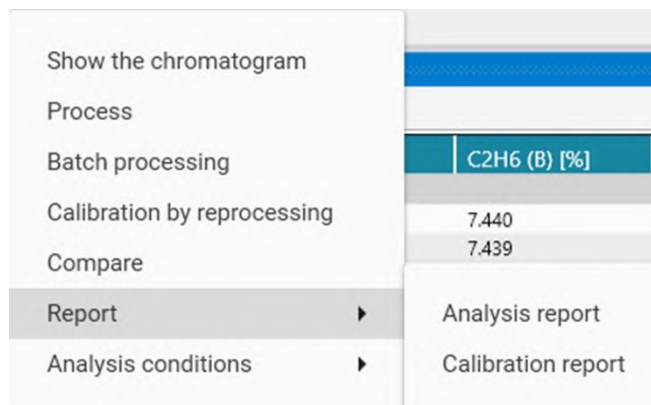 Show the chromatogram
Process
Batch processing
Calibration by reprocessing
Compare
Report
Analysis conditions
C2H6 (B) [%]
7.440
7.439
Analysis report
Calibration report